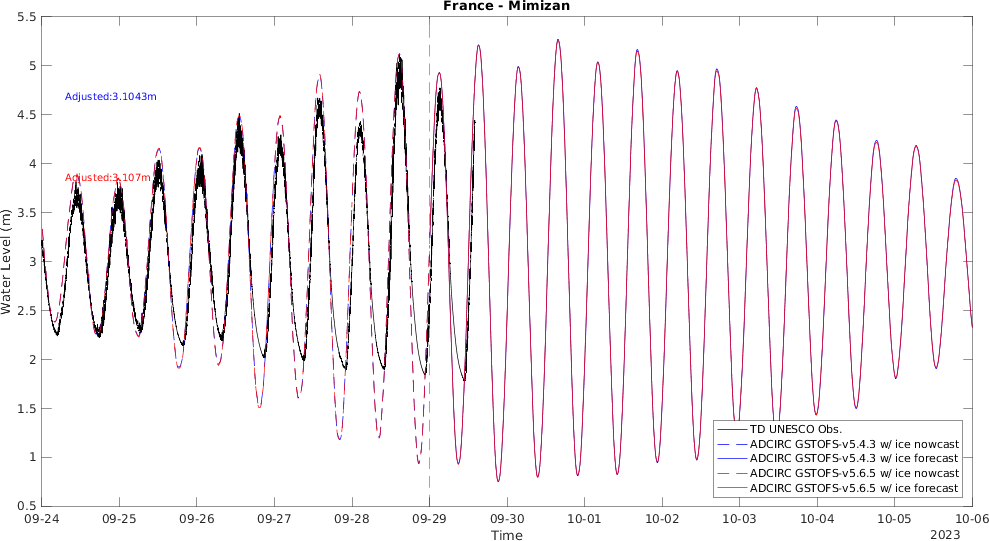 France - Mimizan
5.5
5
4.5
4
3.5
3
2.5
2
1.5
1
0.5
Water Level (m)
Adjusted:3.1043m
Adjusted:3.107m
TD UNESCO Obs.
ADCIRC GSTOFS-v5.4.3 w/ ice nowcast
ADCIRC GSTOFS-v5.4.3 w/ ice forecast
ADCIRC GSTOFS-v5.6.5 w/ ice nowcast
ADCIRC GSTOFS-v5.6.5 w/ ice forecast
09-24 09-25 09-26 09-27 09-28 09-29 09-30 10-01 10-02 10-03 10-04 10-05 10-06
Time
2023